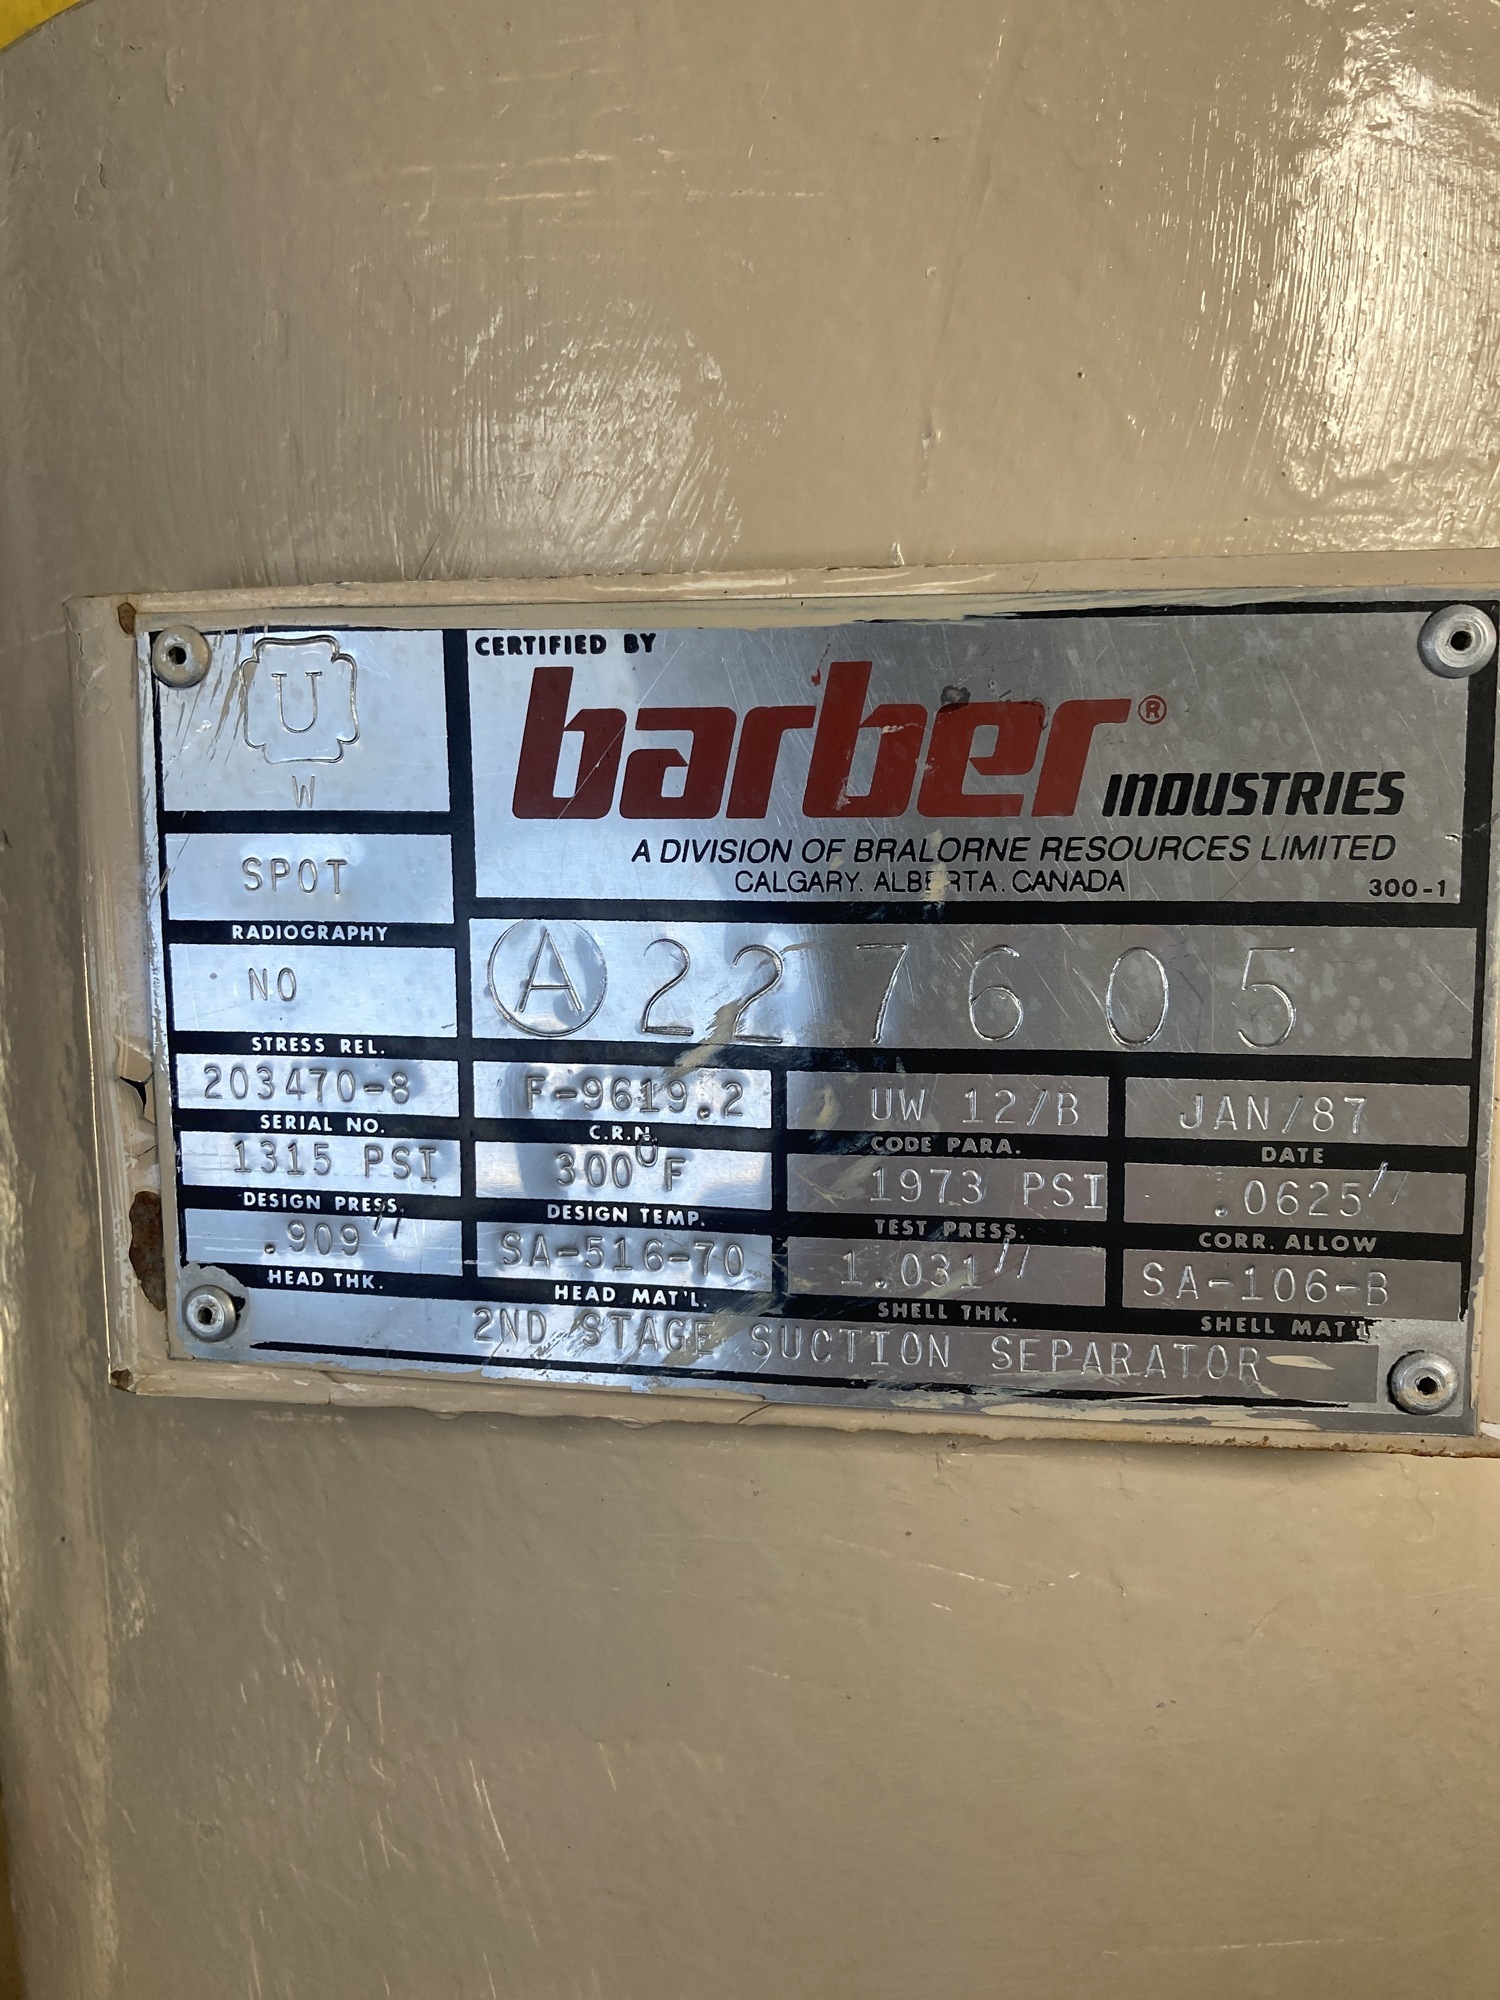 U
W
CERTIFIED BY
barber® INDUSTRIES
A DIVISION OF BRALORNE RESOURCES LIMITED
CALGARY, ALBERTA, CANADA
300-1
SPOT
RADIOGRAPHY
NO
STRESS REL.
A 227605
203470-8
SERIAL NO.
F-9619.2
C.R.N.
UW 12/B
CODE PARA.
JAN/87
DATE
1315 PSI
DESIGN PRESS.
300°F
DESIGN TEMP.
1973 PSI
TEST PRESS.
.0625"
CORR. ALLOW
.909"
HEAD THK.
SA-516-70
HEAD MAT'L.
1.031"
SHELL THK.
SA-106-B
SHELL MAT'L
2ND STAGE SUCTION SEPARATOR